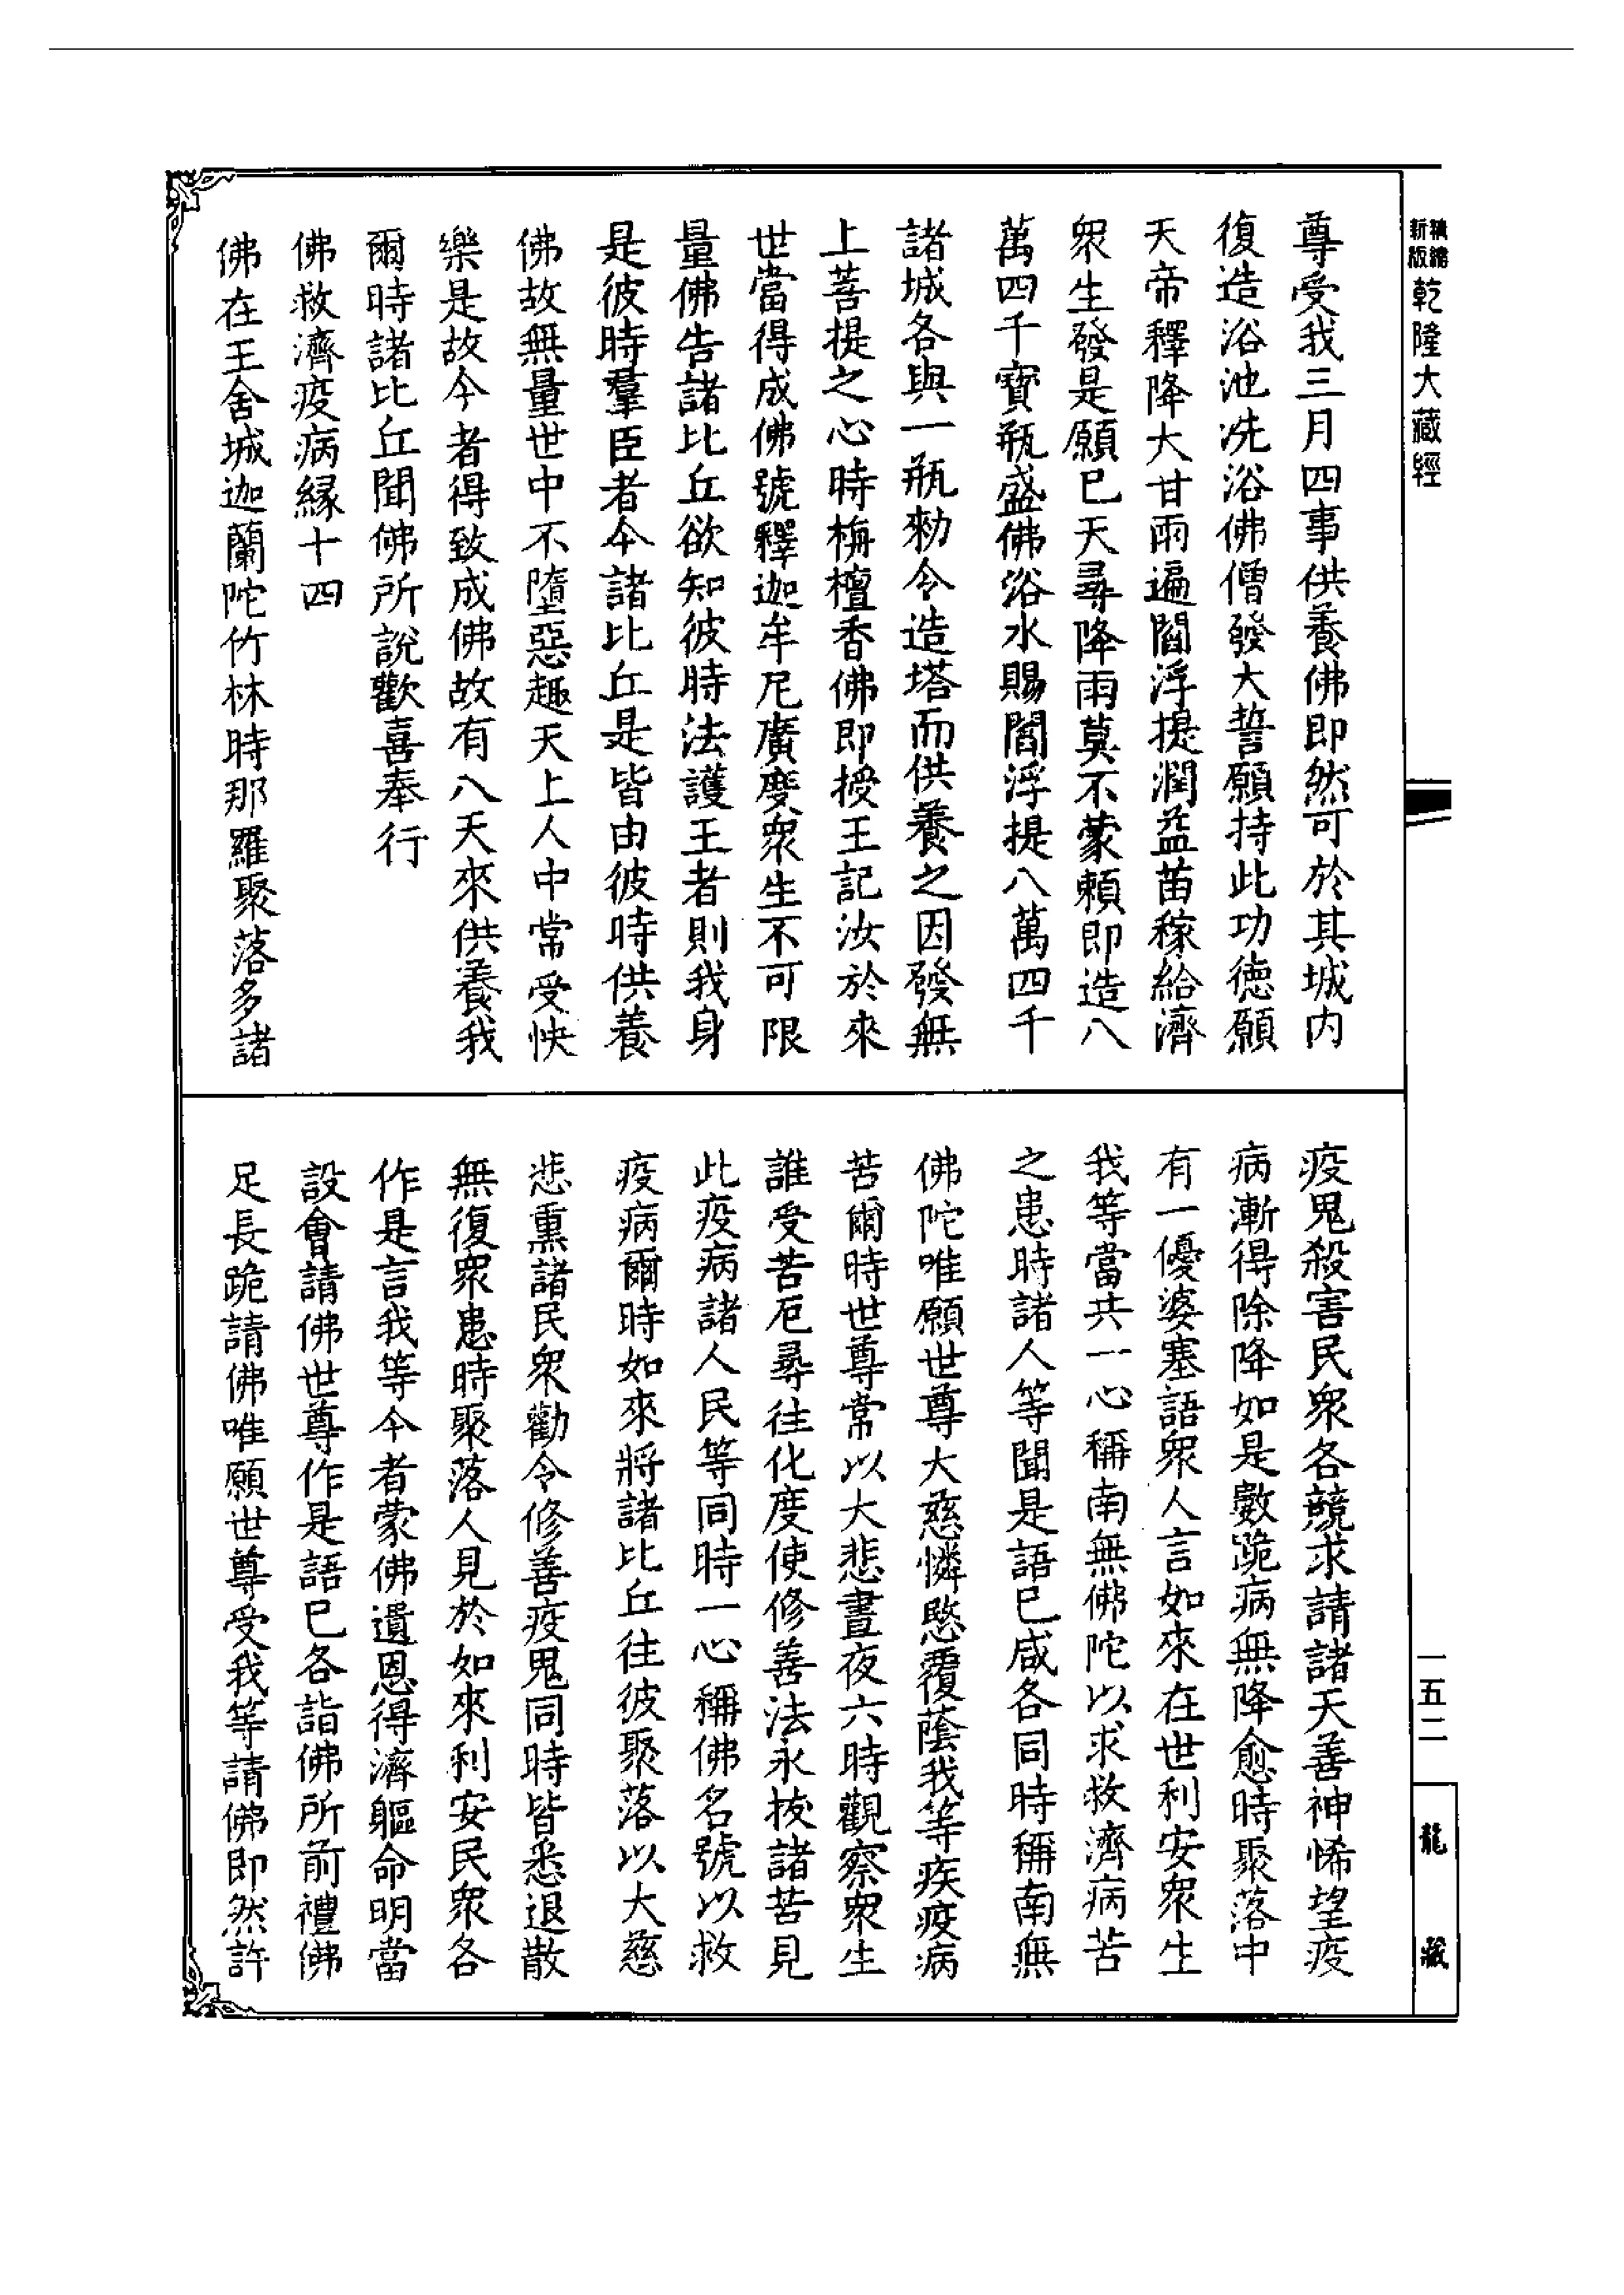 新版精縮乾隆大藏經
尊受我三月四事供養佛即然可於其城内
復造浴池洗浴佛僧發大誓願持此功德願
天帝釋降大甘雨遍閻浮提潤益苗稼給濟
衆生發是願已天尋降雨莫不蒙頼即造八
萬四千寳瓶盛佛浴水賜閻浮提八萬四千
諸城各與一瓶勑令造塔而供養之因發無
上菩提之心時栴檀香佛即授王記汝於來
世當得成佛號釋迦牟尼廣度衆生不可限
量佛告諸比丘欲知彼時法護王者則我身
是彼時羣臣者今諸比丘是皆由彼時供養
佛故無量世中不墮惡趣天上人中常受快
樂是故今者得致成佛故有八天來供養我
爾時諸比丘聞佛所說歡喜奉行
佛救濟疫病縁十四
佛在王舍城迦蘭陀竹林時那羅聚落多諸
疫鬼殺害民衆各競求請諸天善神悕望疫
病漸得除降如是數跪病無降愈時聚落中
有一優婆塞語衆人言如來在世利安衆生
我等當共一心稱南無佛陀以求救濟病苦
之患時諸人等聞是語已咸各同時稱南無
佛陀唯願世尊大慈憐愍覆蔭我等疾疫病
苦爾時世尊常以大悲晝夜六時觀察衆生
誰受苦厄尋往化度使修善法永拔諸苦見
此疫病諸人民等同時一心稱佛名號以救
疫病爾時如來將諸比丘往彼聚落以大慈
悲熏諸民衆勸令修善疫鬼同時皆悉退散
無復衆患時聚落人見於如來利安民衆各
作是言我等今者蒙佛遺恩得濟軀命明當
設會請佛世尊作是語已各詣佛所前禮佛
足長跪請佛唯願世尊受我等請佛即然許
一五二
龍藏